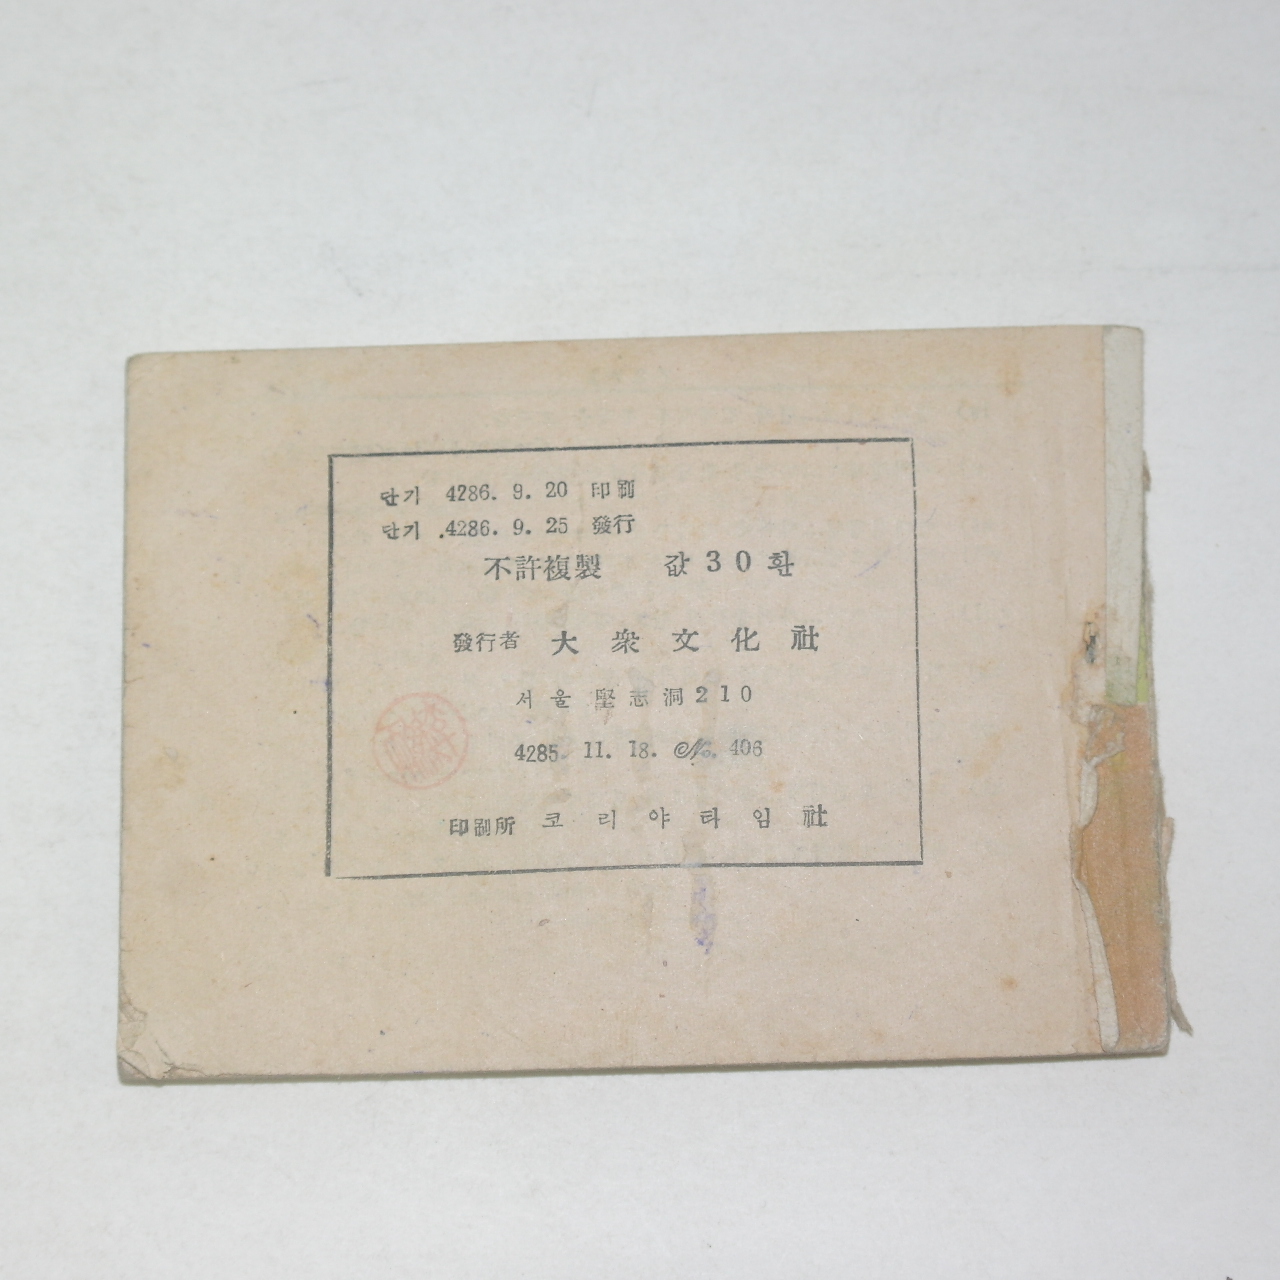 단기 4286. 9. 20 印刷
단기 4286. 9. 25 發行
不許複製 값 30 환
發行者 大衆文化社
서울 堅志洞 210
4285. 11. 18. No. 406
印刷所 코리야타임社